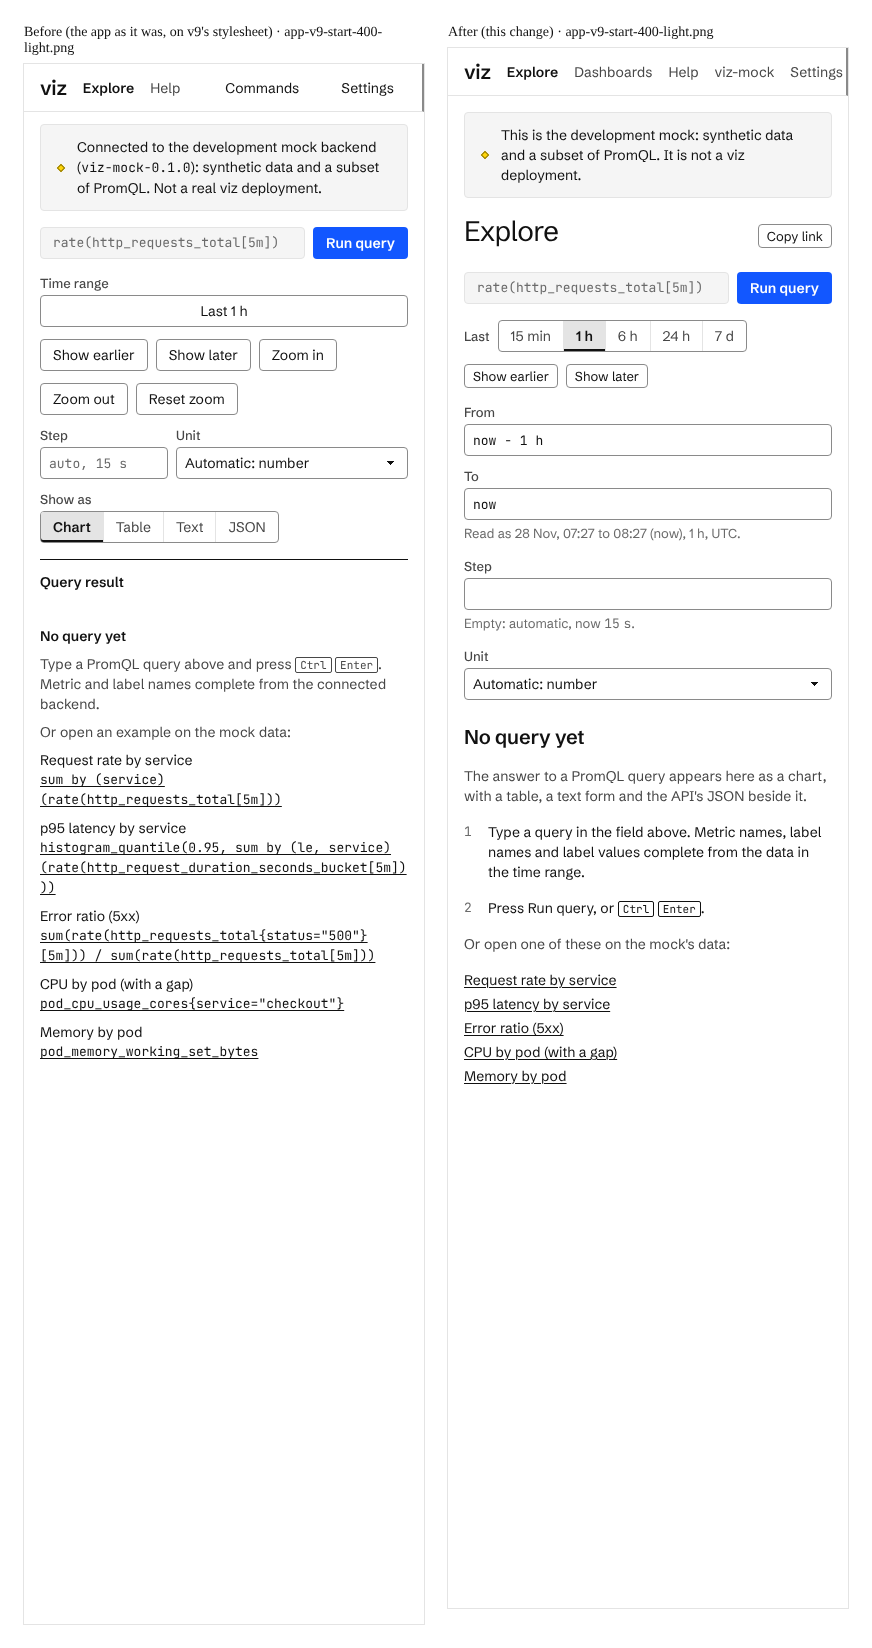 Before (the app as it was, on v9's stylesheet) · app-v9-start-400-
light.png
viz Explore Help Commands Settings
Connected to the development mock backend
(viz-mock-0.1.0): synthetic data and a subset
of PromQL. Not a real viz deployment.
rate(http_requests_total[5m]) Run query
Time range
Last 1 h
Show earlier Show later Zoom in
Zoom out Reset zoom
Step Unit
auto, 15 s Automatic: number
Show as
Chart Table Text JSON
Query result
No query yet
Type a PromQL query above and press Ctrl Enter.
Metric and label names complete from the connected
backend.
Or open an example on the mock data:
Request rate by service
sum by (service)
(rate(http_requests_total[5m]))
p95 latency by service
histogram_quantile(0.95, sum by (le, service)
(rate(http_request_duration_seconds_bucket[5m])
))
Error ratio (5xx)
sum(rate(http_requests_total{status="500"}
[5m])) / sum(rate(http_requests_total[5m]))
CPU by pod (with a gap)
pod_cpu_usage_cores{service="checkout"}
Memory by pod
pod_memory_working_set_bytes
After (this change) · app-v9-start-400-light.png
viz Explore Dashboards Help viz-mock Settings
This is the development mock: synthetic data
and a subset of PromQL. It is not a viz
deployment.
Explore Copy link
rate(http_requests_total[5m]) Run query
Last 15 min 1 h 6 h 24 h 7 d
Show earlier Show later
From
now - 1 h
To
now
Read as 28 Nov, 07:27 to 08:27 (now), 1 h, UTC.
Step
Empty: automatic, now 15 s.
Unit
Automatic: number
No query yet
The answer to a PromQL query appears here as a chart,
with a table, a text form and the API's JSON beside it.
1 Type a query in the field above. Metric names, label
names and label values complete from the data in
the time range.
2 Press Run query, or Ctrl Enter.
Or open one of these on the mock's data:
Request rate by service
p95 latency by service
Error ratio (5xx)
CPU by pod (with a gap)
Memory by pod